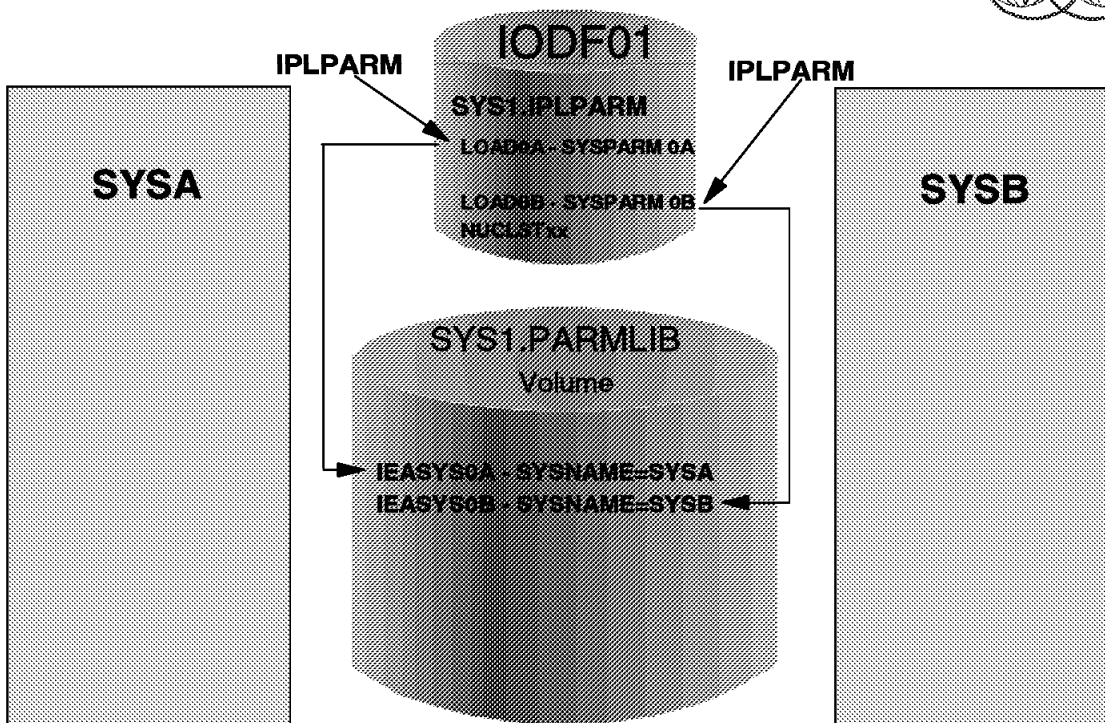 IODF01
IPLPARM
IPLPARM
SYS1.IPLPARM
LOAD0A - SYSPARM 0A
SYSA
SYSB
LOAD0B - SYSPARM 0B
NUCLSTxx
SYS1.PARMLIB
Volume
IEASYS0A - SYSNAME=SYSA
IEASYS0B - SYSNAME=SYSB